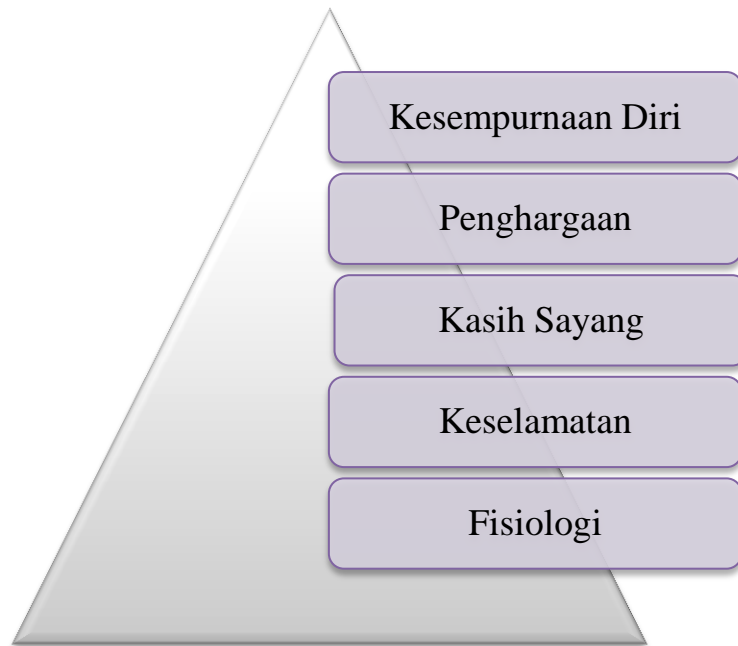 Kesempurnaan Diri
Penghargaan
Kasih Sayang
Keselamatan
Fisiologi